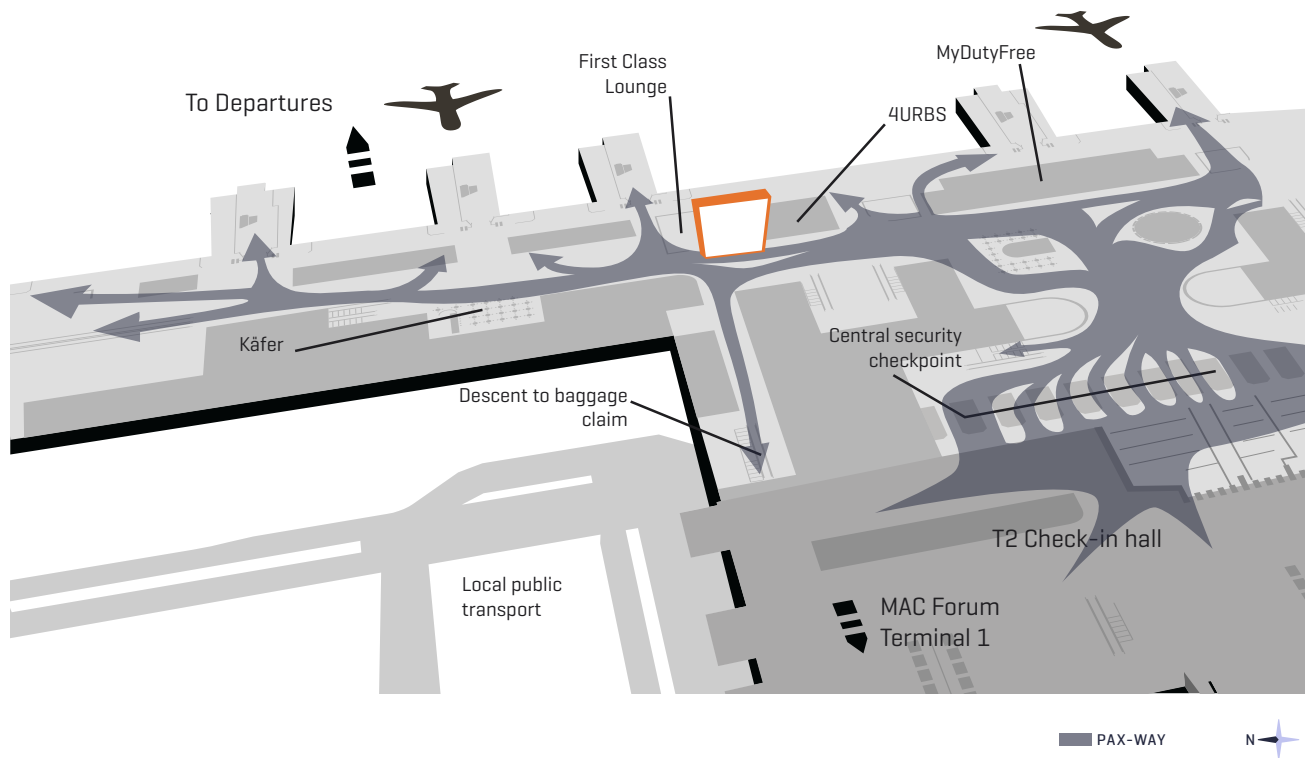 First Class
Lounge
MyDutyFree
To Departures
4URBS
Käfer
Central security
checkpoint
Descent to baggage
claim
T2 Check-in hall
Local public
transport
MAC Forum
Terminal 1
PAX-WAY
N